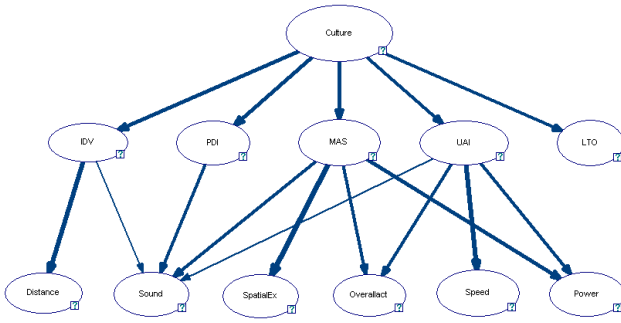 Culture
?
IDV
?
PDI
?
MAS
?
UAI
?
LTO
?
Distance
?
Sound
?
SpatialEx
?
Overallact
?
Speed
?
Power
?